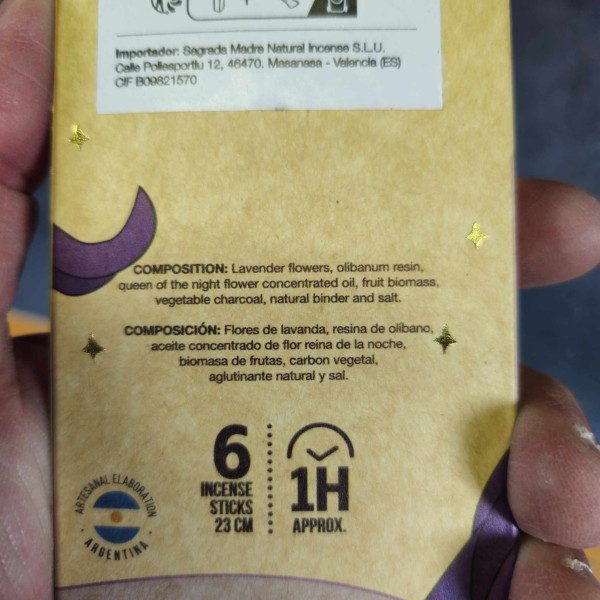 Importador: Sagrada Madre Natural Incense S.L.U.
Calle Pollesportiu 12, 46470. Masanasa - Valencia (ES)
CIF B09821570
COMPOSITION: Lavender flowers, olibanum resin,
queen of the night flower concentrated oil, fruit biomass,
vegetable charcoal, natural binder and salt.
COMPOSICIÓN: Flores de lavanda, resina de olíbano,
aceite concentrado de flor reina de la noche,
biomasa de frutas, carbon vegetal,
aglutinante natural y sal.
6
INCENSE
STICKS
23 CM
1H
APPROX.
ARTESANAL ELABORATION
• ARGENTINA •